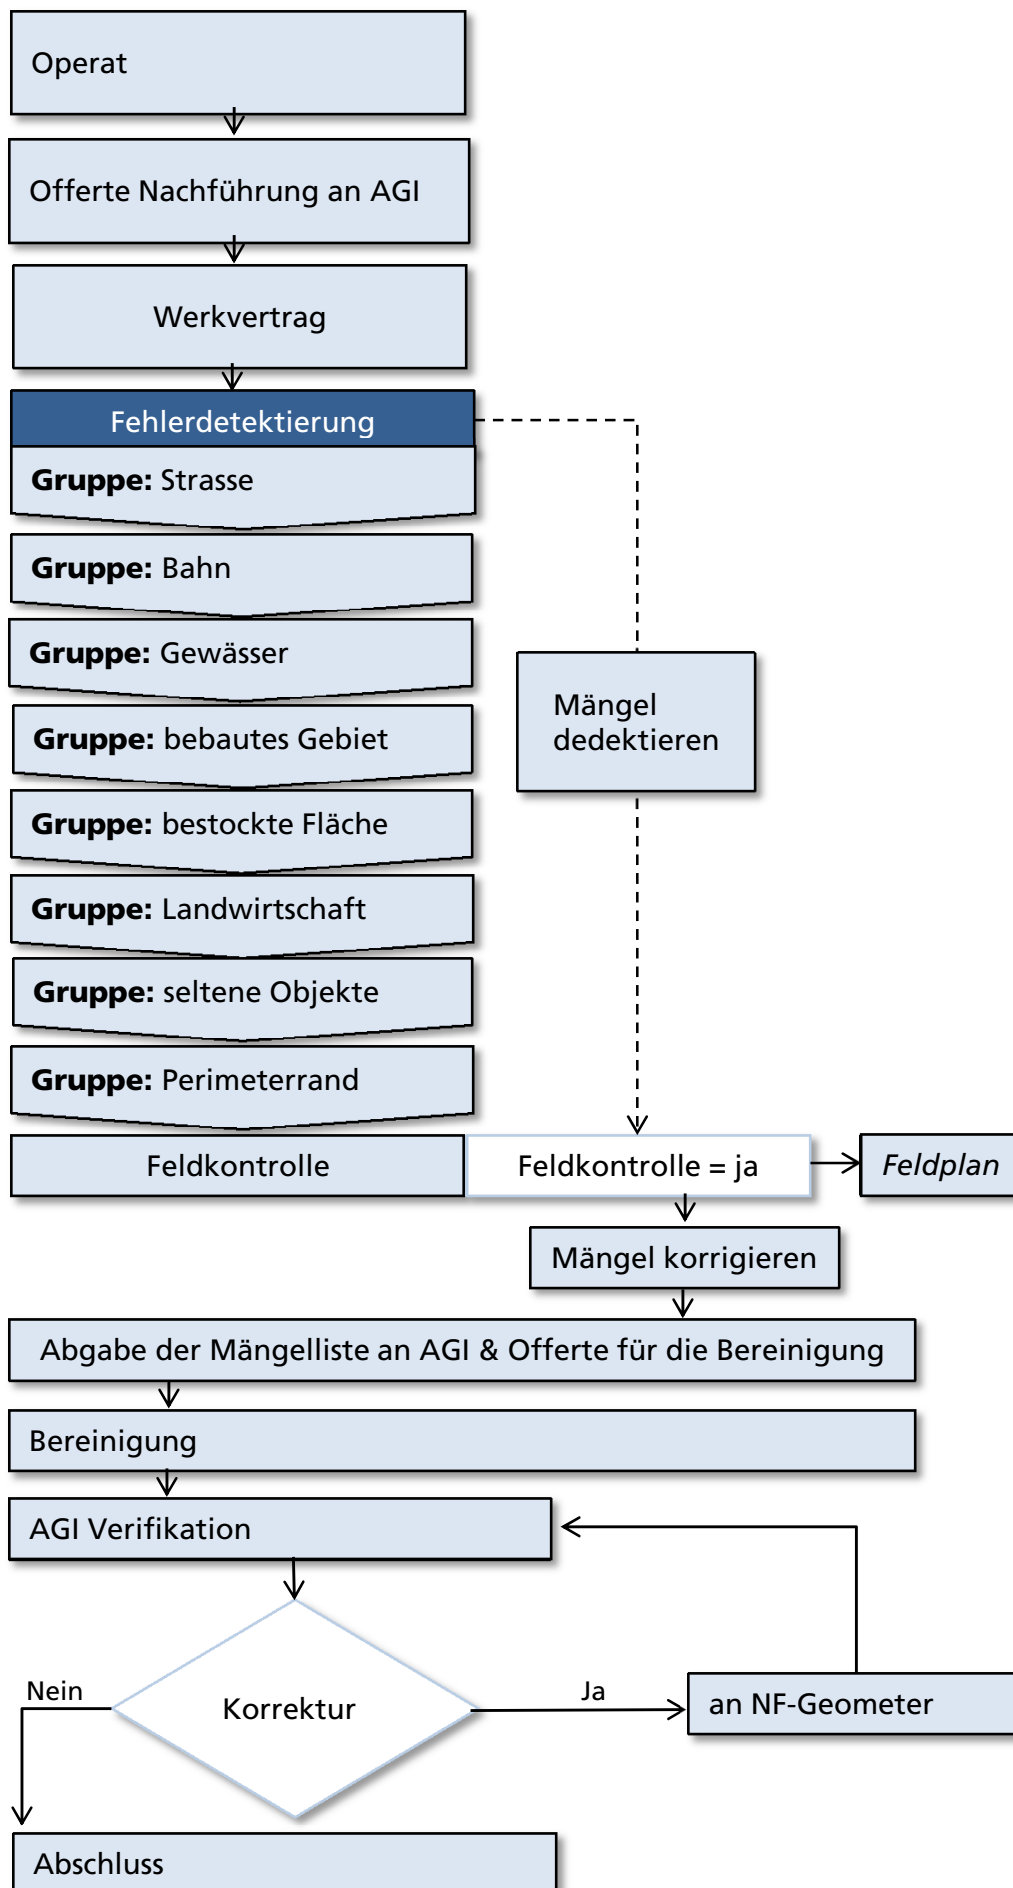 Operat
Offerte Nachführung an AGI
Werkvertrag
Fehlerdetektierung
Gruppe: Strasse
Gruppe: Bahn
Gruppe: Gewässer
Gruppe: bebautes Gebiet
Mängel
dedektieren
Gruppe: bestockte Fläche
Gruppe: Landwirtschaft
Gruppe: seltene Objekte
Gruppe: Perimeterrand
Feldkontrolle
Feldkontrolle = ja
Feldplan
Mängel korrigieren
Abgabe der Mängelliste an AGI & Offerte für die Bereinigung
Bereinigung
AGI Verifikation
Nein
Korrektur
Ja
an NF-Geometer
Abschluss